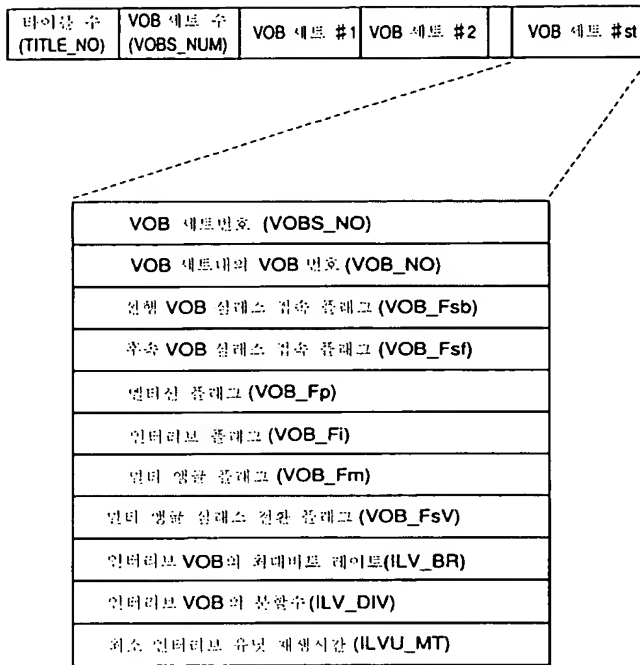 타이틀 수
(TITLE_NO)
VOB 세트 수
(VOBS_NUM)
VOB 세트 #1
VOB 세트 #2
VOB 세트 #st
VOB 세트번호 (VOBS_NO)
VOB 세트내의 VOB 번호 (VOB_NO)
선행 VOB 심레스 접속 플래그 (VOB_Fsb)
후속 VOB 심레스 접속 플래그 (VOB_Fsf)
멀티신 플래그 (VOB_Fp)
인터리브 플래그 (VOB_Fi)
멀티 앵글 플래그 (VOB_Fm)
멀티 앵글 심레스 전환 플래그 (VOB_FsV)
인터리브 VOB의 최대비트 레이트(ILV_BR)
인터리브 VOB의 분할수(ILV_DIV)
최소 인터리브 유닛 재생시간 (ILVU_MT)